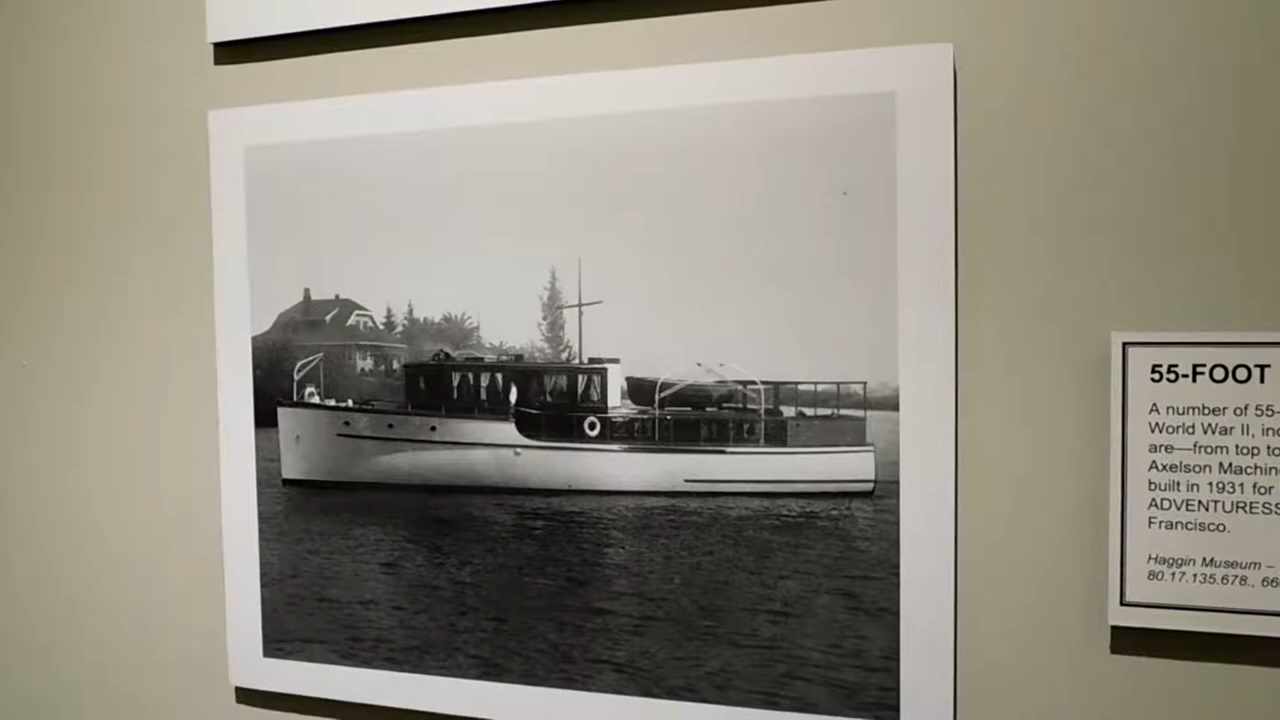 55-FOOT
A number of 55-
World War II, inc
are—from top to
Axelson Machin
built in 1931 for
ADVENTURESS
Francisco.
Haggin Museum –
80.17.135.678., 66